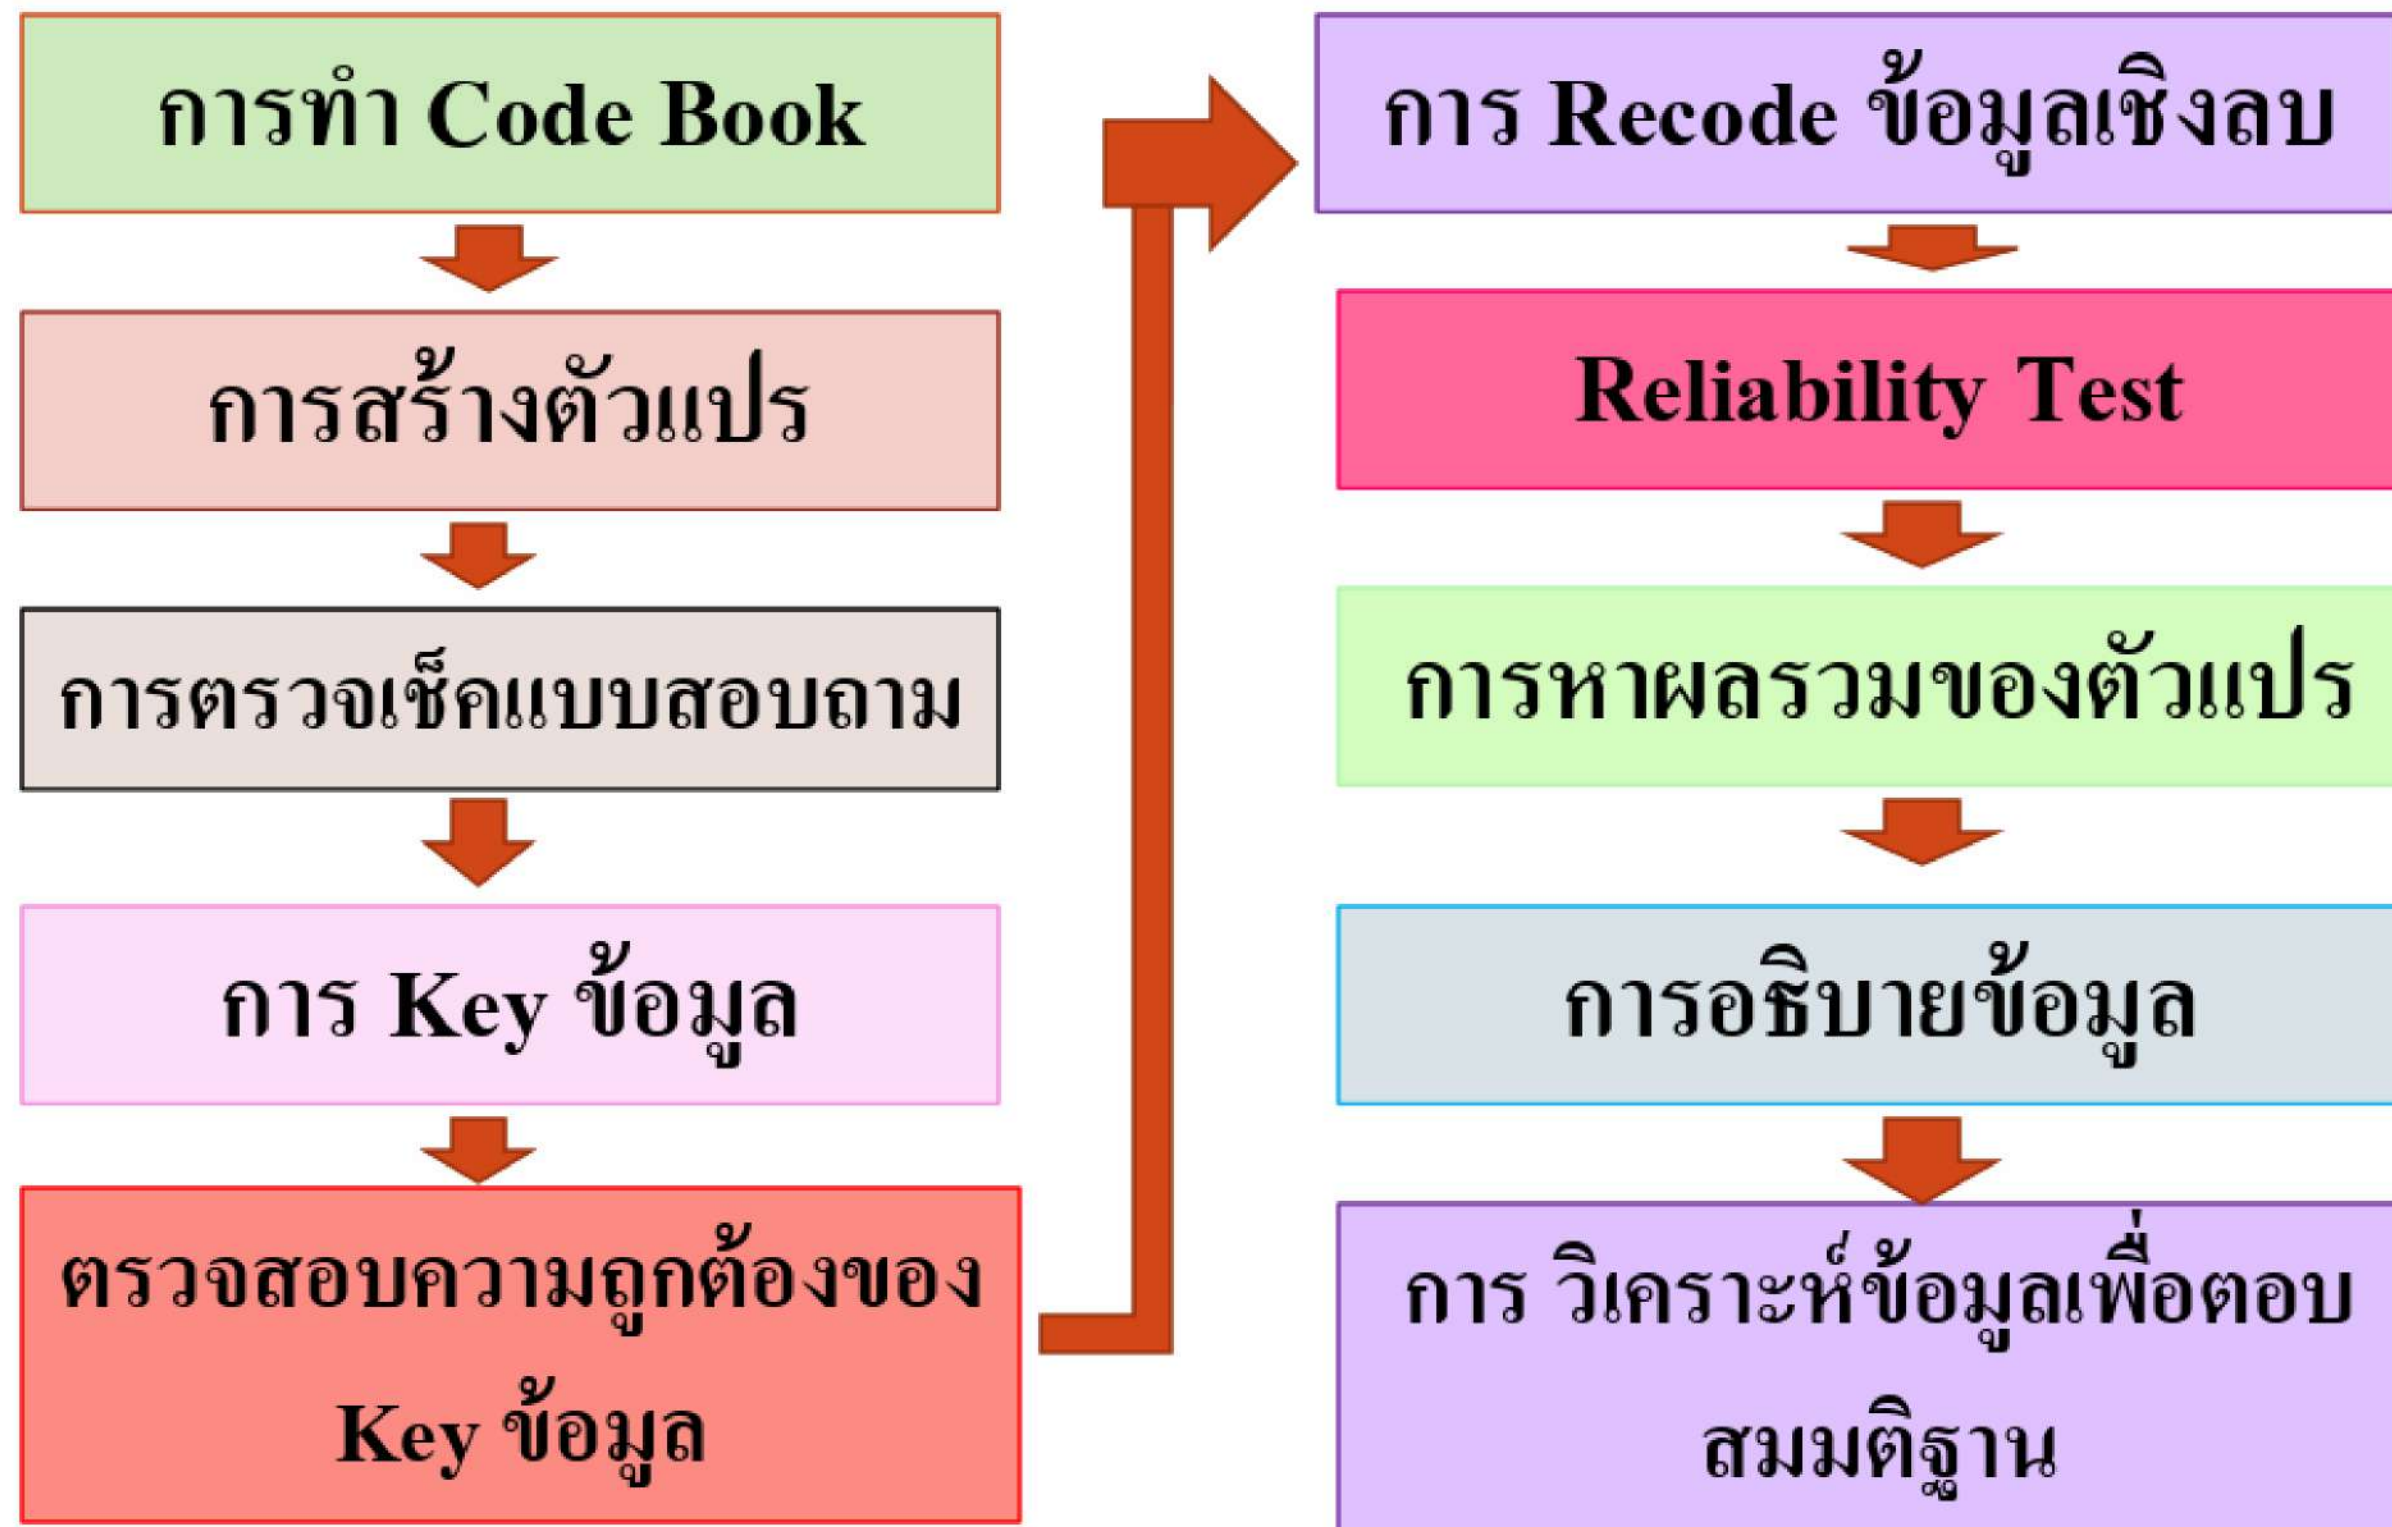 การทำ Code Book
การสร้างตัวแปร
การตรวจเช็คแบบสอบถาม
การ Key ข้อมูล
ตรวจสอบความถูกต้องของ
Key ข้อมูล
การ Recode ข้อมูลเชิงลบ
Reliability Test
การหาผลรวมของตัวแปร
การอธิบายข้อมูล
การ วิเคราะห์ข้อมูลเพื่อตอบ
สมมติฐาน